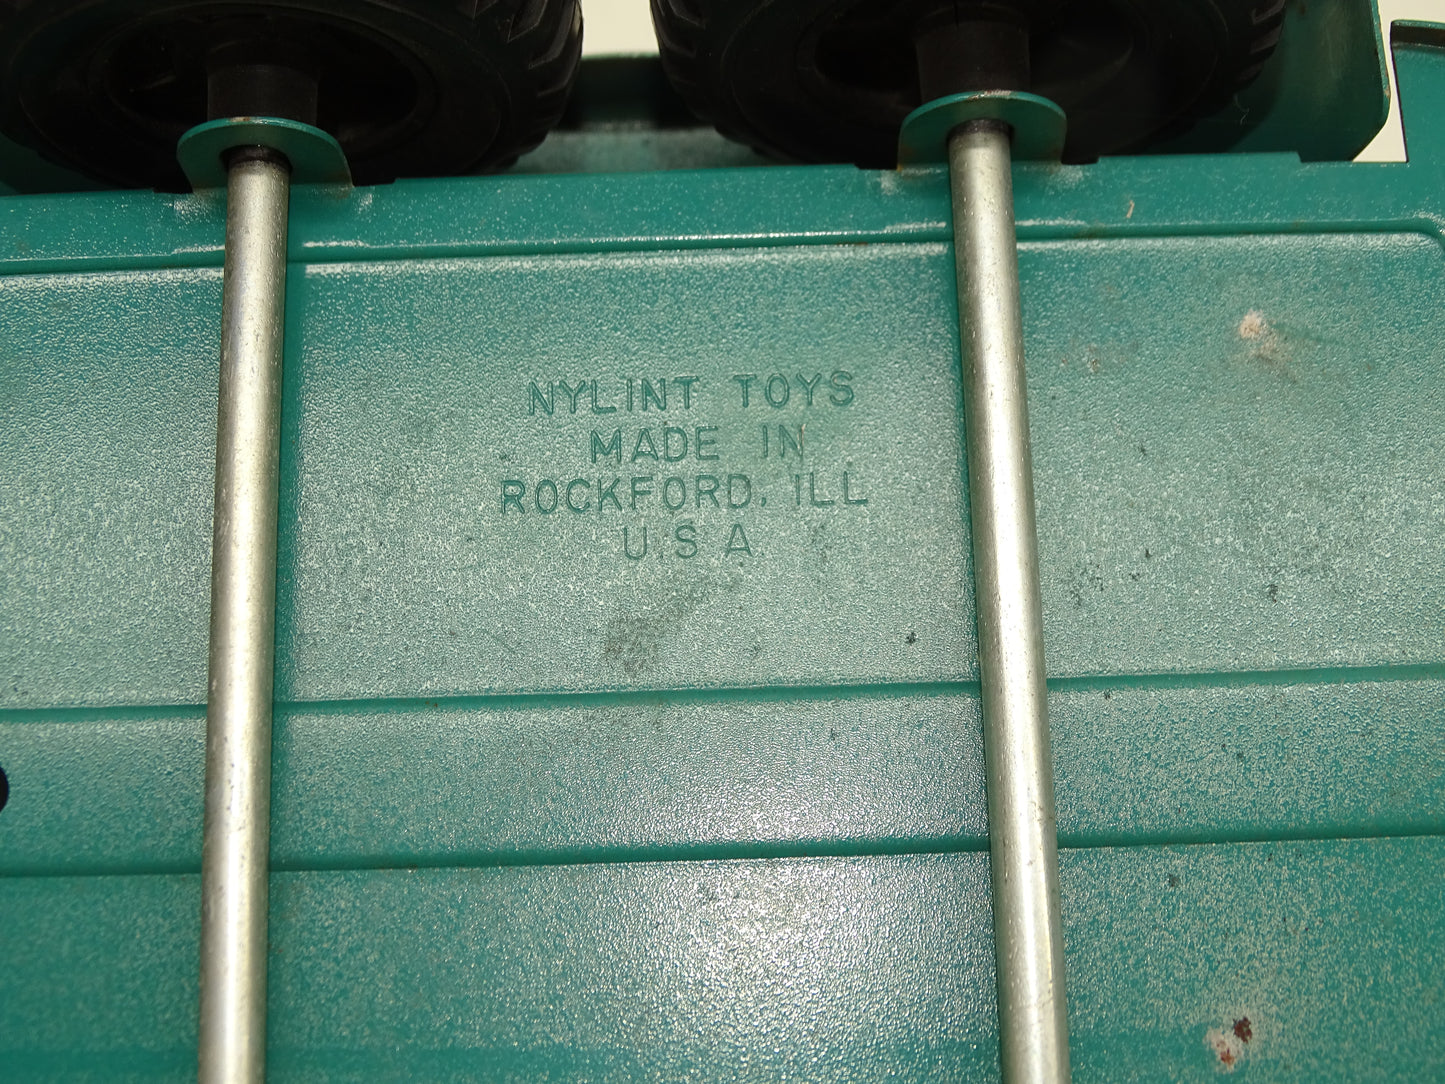 NYLINT TOYS
MADE IN
ROCKFORD, ILL
U.S.A.